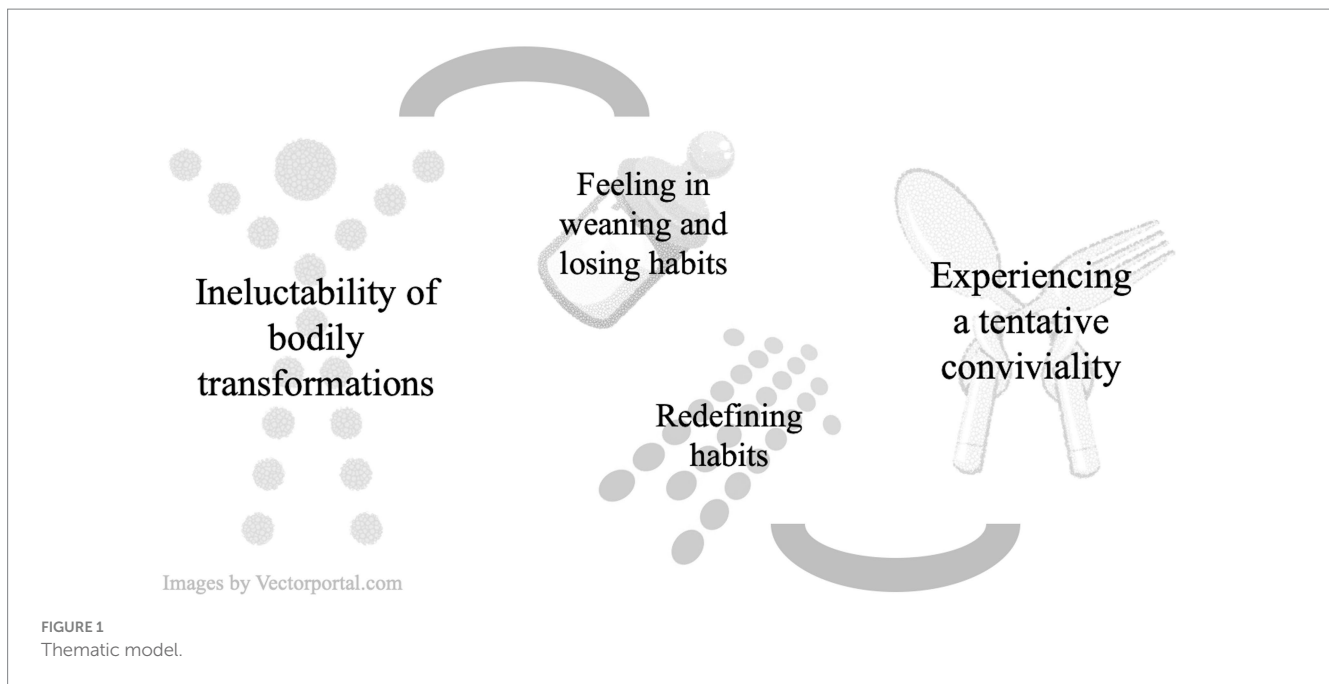 Ineluctability of
bodily
transformations
Feeling in
weaning and
losing habits
Redefining
habits
Experiencing
a tentative
conviviality
Images by Vectorportal.com
FIGURE 1
Thematic model.